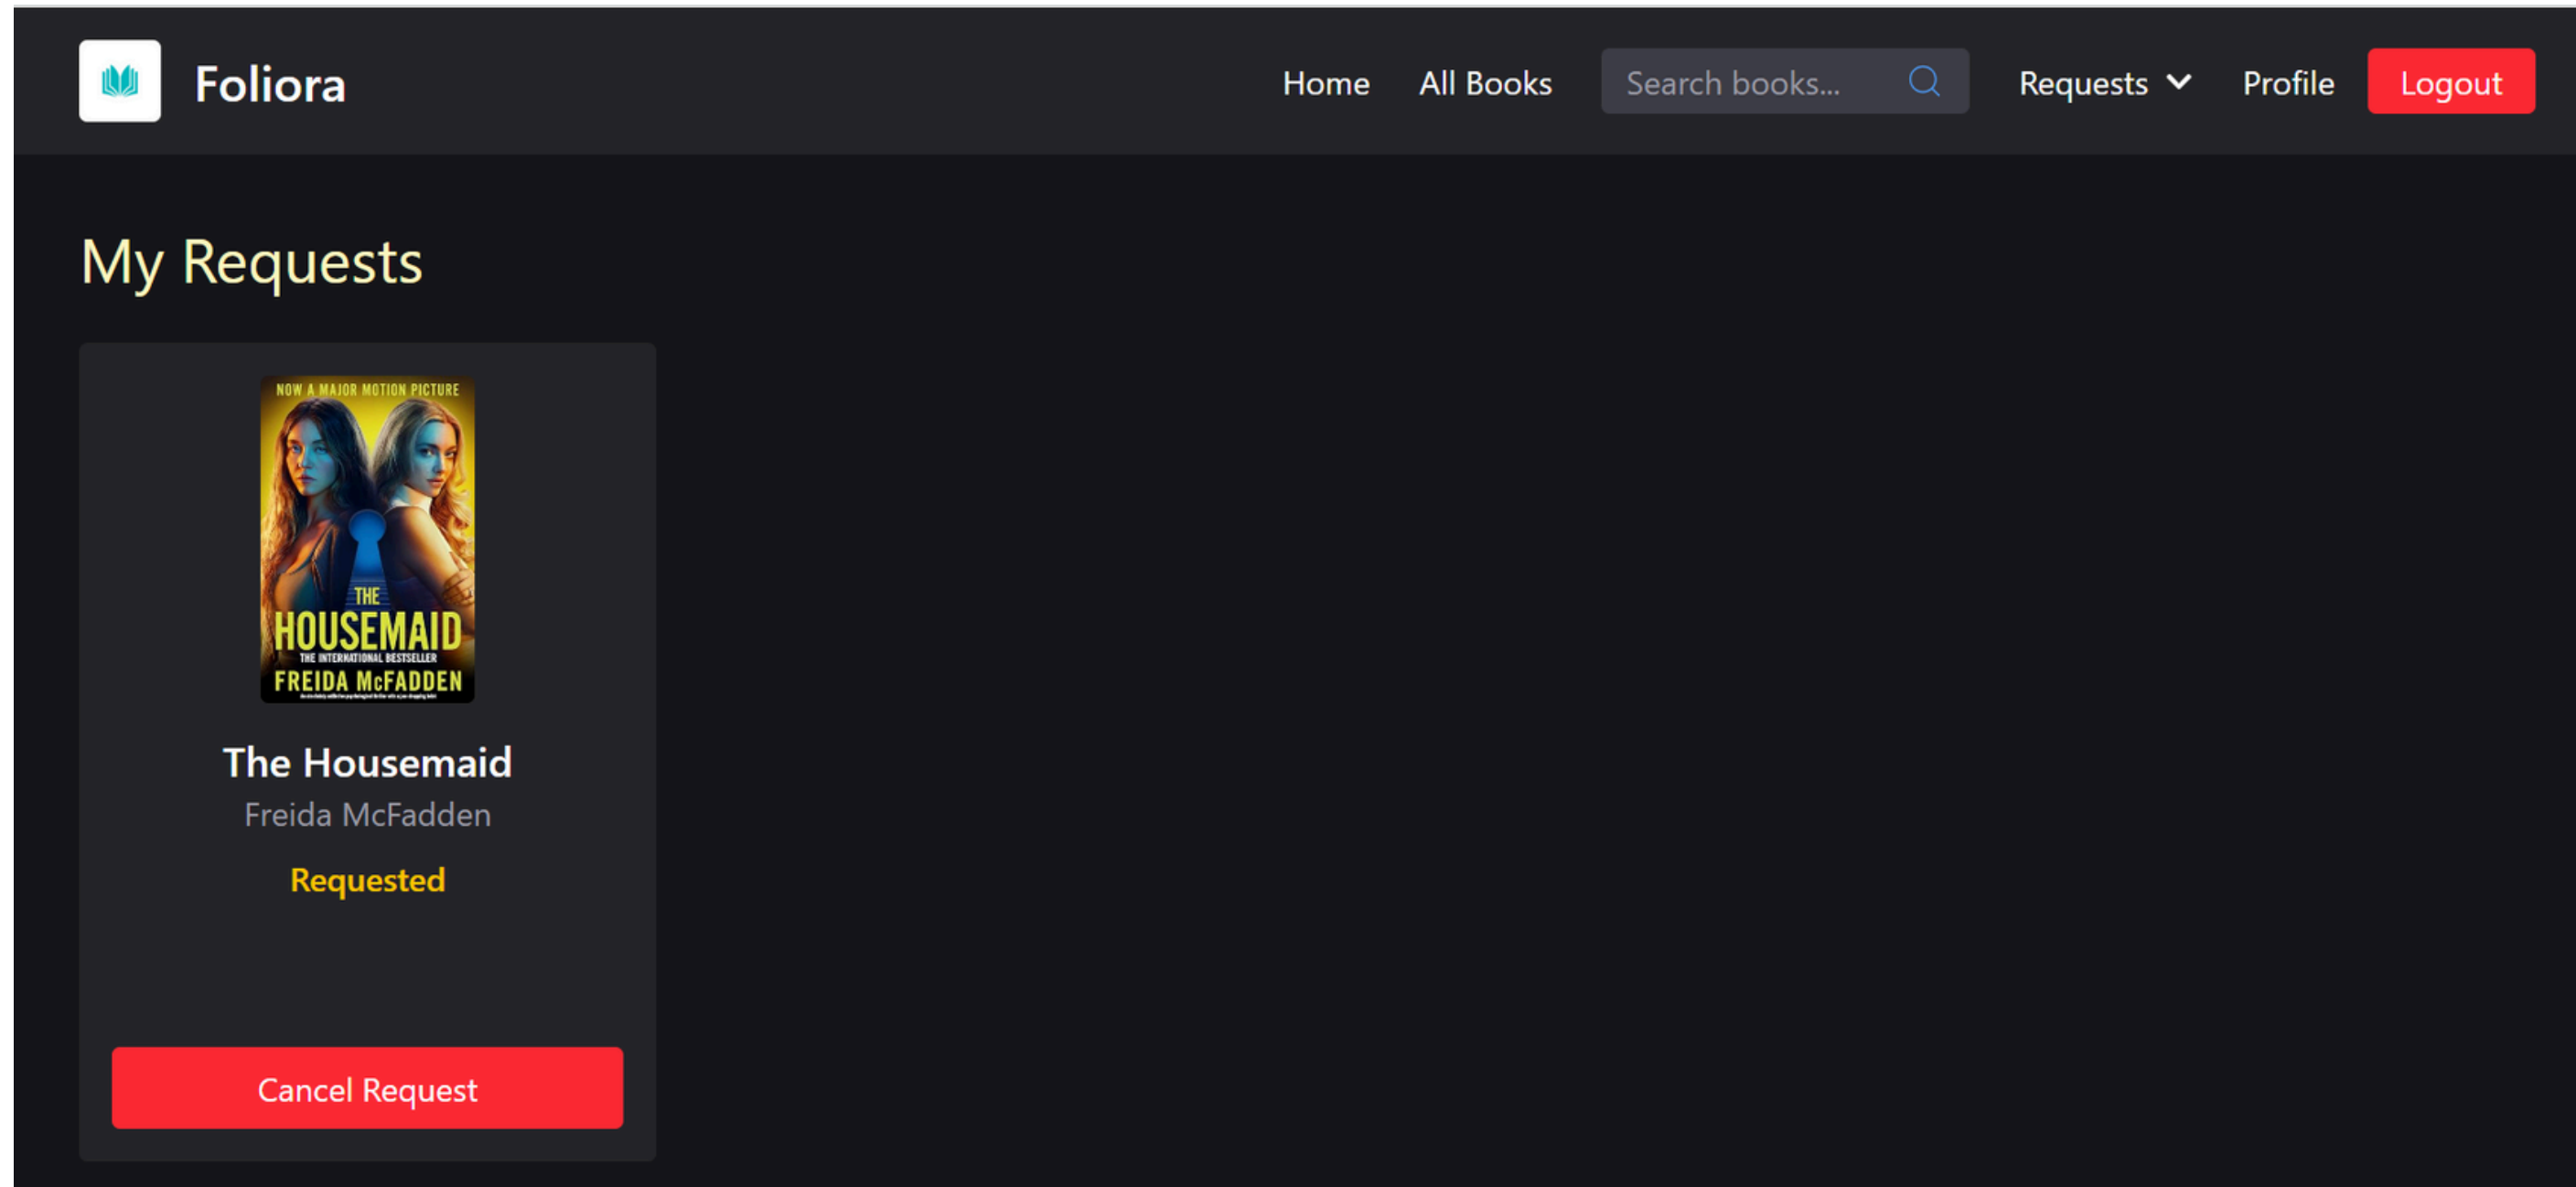 Foliora
Home
All Books
Search books...
Requests
Profile
Logout
My Requests
NOW A MAJOR MOTION PICTURE
THE
HOUSEMAID
THE INTERNATIONAL BESTSELLER
FREIDA McFADDEN
The Housemaid
Freida McFadden
Requested
Cancel Request